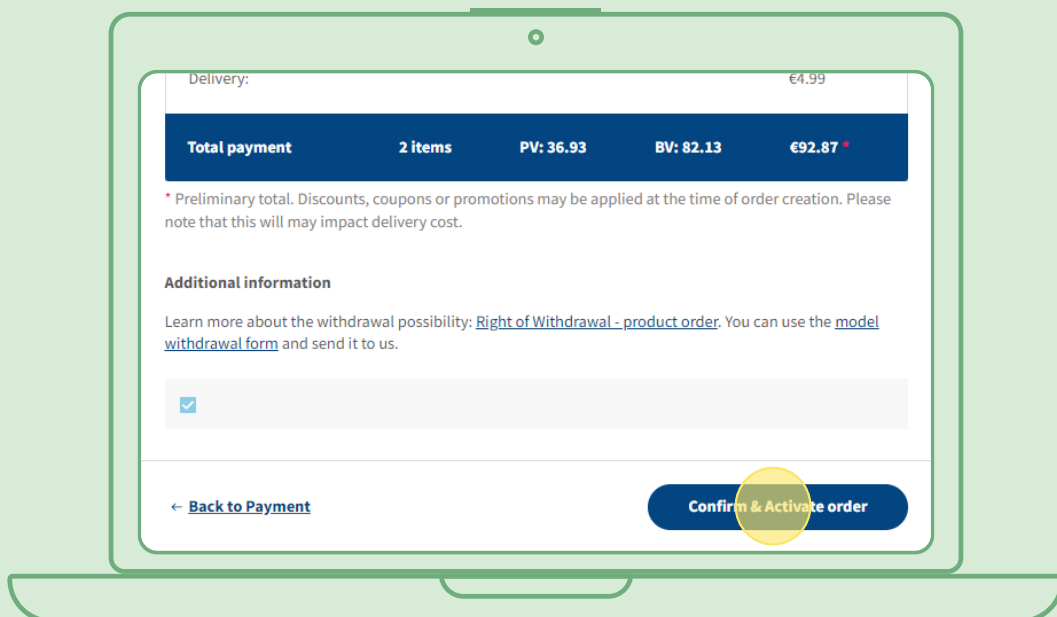 Delivery: €4.99
Total payment 2 items PV: 36.93 BV: 82.13 €92.87 *
* Preliminary total. Discounts, coupons or promotions may be applied at the time of order creation. Please
note that this will may impact delivery cost.
Additional information
Learn more about the withdrawal possibility: Right of Withdrawal - product order. You can use the model
withdrawal form and send it to us.
← Back to Payment Confirm & Activate order